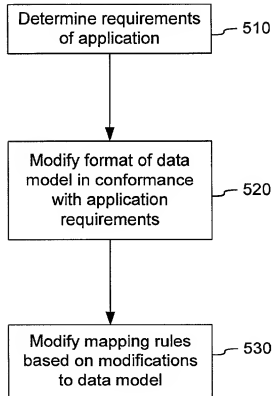 Determine requirements
of application
510
Modify format of data
model in conformance
with application
requirements
520
Modify mapping rules
based on modifications
to data model
530